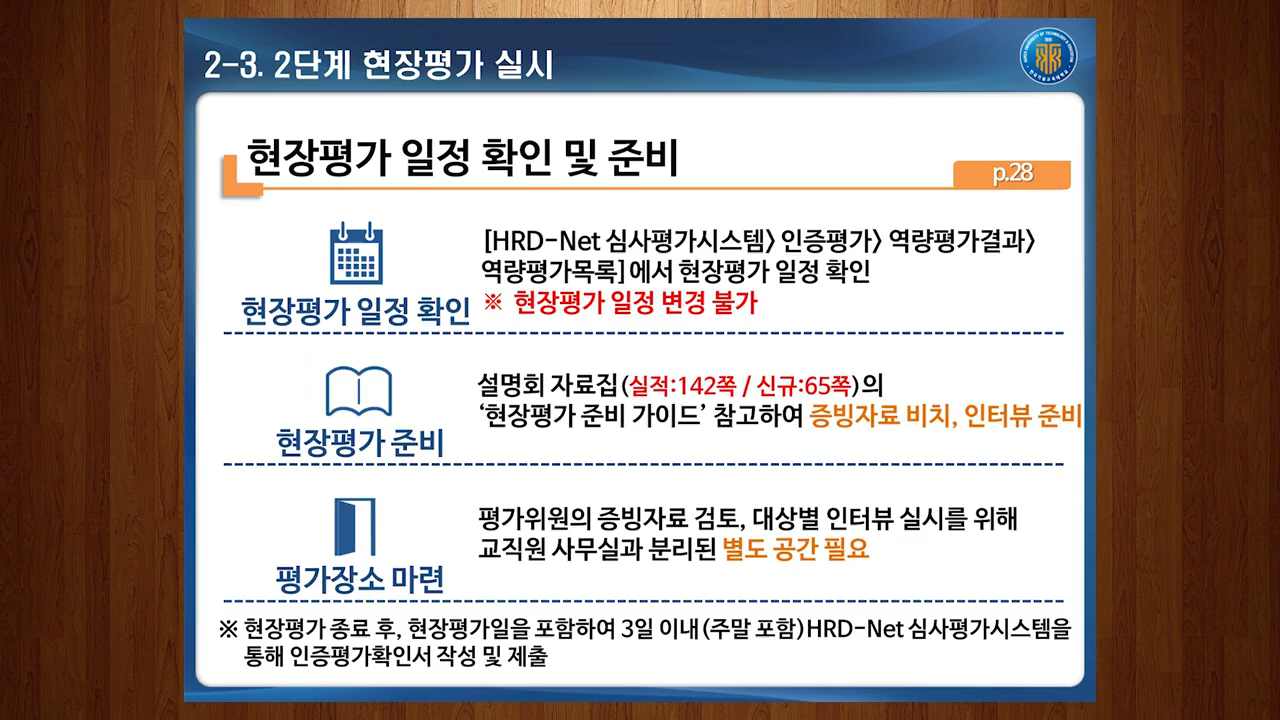 2-3. 2단계 현장평가 실시
현장평가 일정 확인 및 준비
p.28
현장평가 일정 확인
[HRD-Net 심사평가시스템> 인증평가> 역량평가결과>
역량평가목록]에서 현장평가 일정 확인
※ 현장평가 일정 변경 불가
현장평가 준비
설명회 자료집(실적:142쪽 / 신규:65쪽)의
‘현장평가 준비 가이드’ 참고하여 증빙자료 비치, 인터뷰 준비
평가장소 마련
평가위원의 증빙자료 검토, 대상별 인터뷰 실시를 위해
교직원 사무실과 분리된 별도 공간 필요
※ 현장평가 종료 후, 현장평가일을 포함하여 3일 이내(주말 포함)HRD-Net 심사평가시스템을
통해 인증평가확인서 작성 및 제출